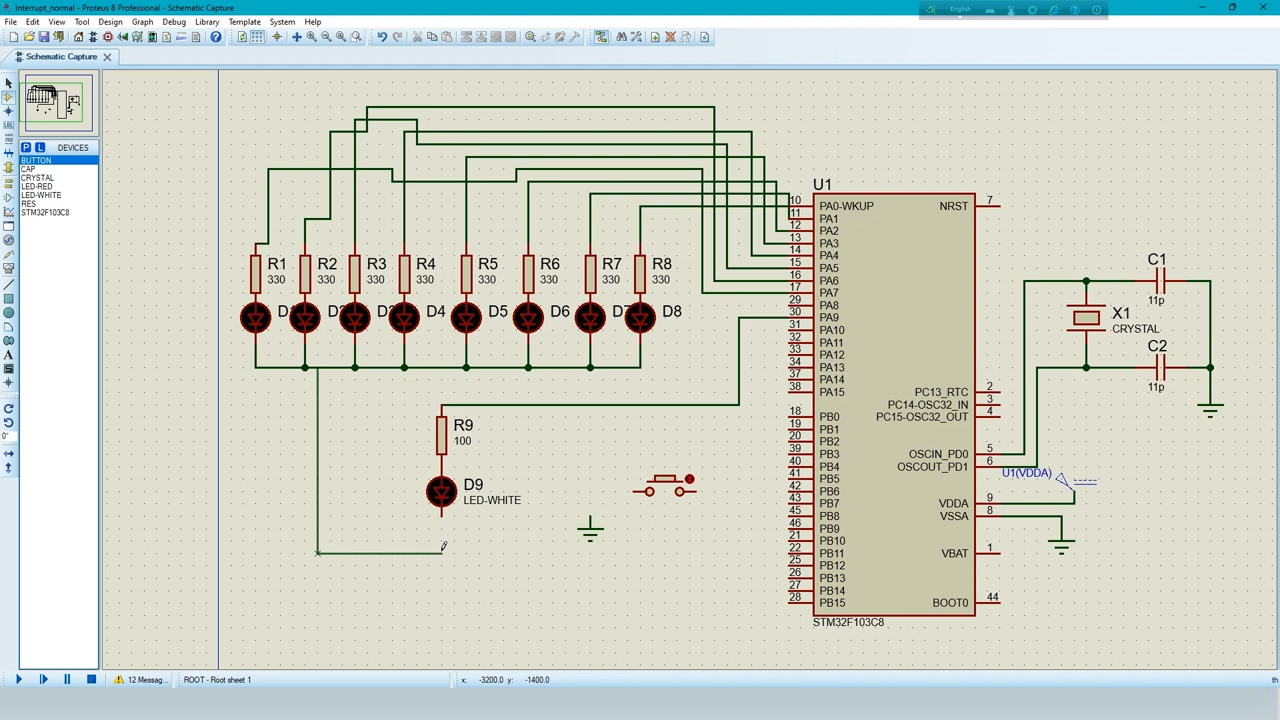 Interrupt_normal - Proteus 8 Professional - Schematic Capture
English
File Edit View Tool Design Graph Debug Library Template System Help
Schematic Capture
P L DEVICES
BUTTON
CAP
CRYSTAL
LED-RED
LED-WHITE
RES
STM32F103C8
LBL
0°
R1
330
R2
330
R3
330
R4
330
R5
330
R6
330
R7
330
R8
330
D4
D5
D6
D8
R9
100
D9
LED-WHITE
U1
10 PA0-WKUP
11 PA1
12 PA2
13 PA3
14 PA4
15 PA5
16 PA6
17 PA7
29 PA8
30 PA9
31 PA10
32 PA11
33 PA12
34 PA13
37 PA14
38 PA15
18 PB0
19 PB1
20 PB2
39 PB3
40 PB4
41 PB5
42 PB6
43 PB7
45 PB8
46 PB9
21 PB10
22 PB11
25 PB12
26 PB13
27 PB14
28 PB15
NRST 7
PC13_RTC 2
PC14-OSC32_IN 3
PC15-OSC32_OUT 4
OSCIN_PD0 5
OSCOUT_PD1 6
VDDA 9
VSSA 8
VBAT 1
BOOT0 44
STM32F103C8
U1(VDDA)
C1
11p
X1
CRYSTAL
C2
11p
12 Messag...
ROOT - Root sheet 1
x: -3200.0 y: -1400.0
th